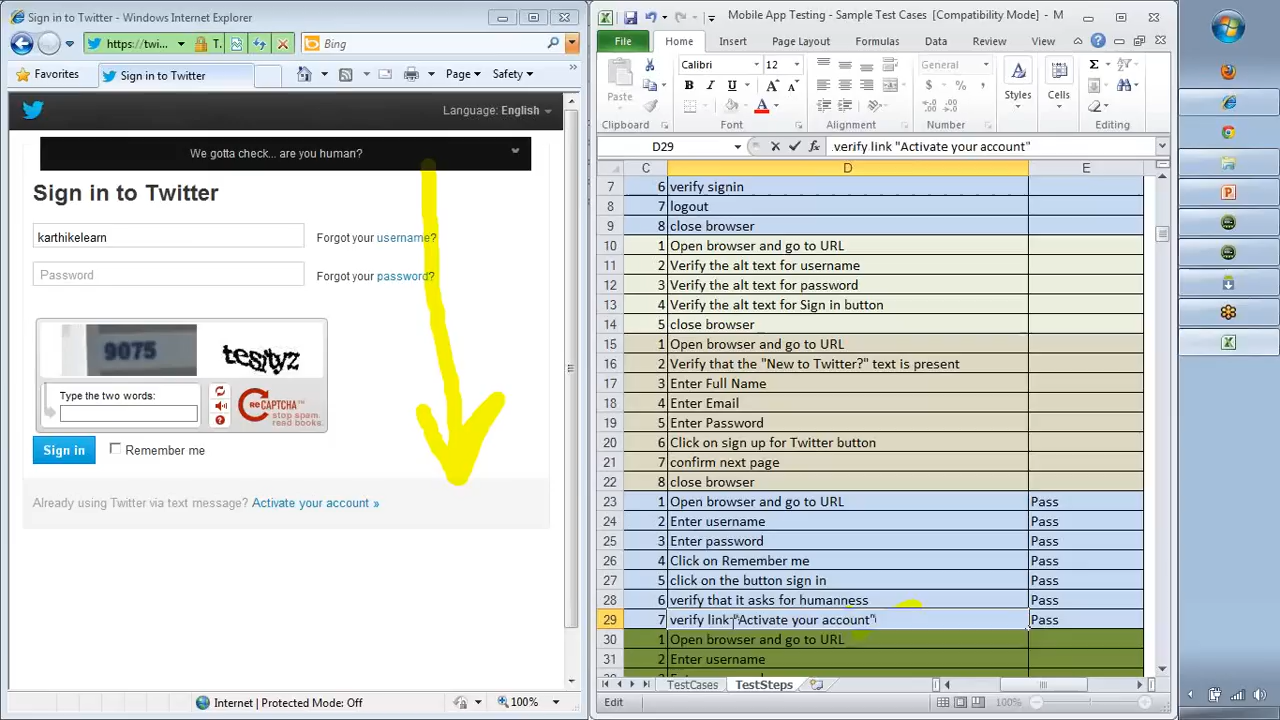 Sign in to Twitter - Windows Internet Explorer
https://twi...
T.
Bing
Favorites
Sign in to Twitter
Page
Safety
»
Language: English
We gotta check... are you human?
Sign in to Twitter
karthikelearn
Forgot your username?
Password
Forgot your password?
9075
Type the two words:
reCAPTCHA™
stop spam.
read books.
Sign in
Remember me
Already using Twitter via text message? Activate your account »
Internet | Protected Mode: Off
100%
Mobile App Testing - Sample Test Cases [Compatibility Mode] - M
File
Home
Insert
Page Layout
Formulas
Data
Review
View
Paste
Calibri
12
B I U
General
Styles
Cells
Clipboard
Font
Alignment
Number
Editing
D29
fx
verify link "Activate your account"
C D E
7 6 verify signin
8 7 logout
9 8 close browser
10 1 Open browser and go to URL
11 2 Verify the alt text for username
12 3 Verify the alt text for password
13 4 Verify the alt text for Sign in button
14 5 close browser
15 1 Open browser and go to URL
16 2 Verify that the "New to Twitter?" text is present
17 3 Enter Full Name
18 4 Enter Email
19 5 Enter Password
20 6 Click on sign up for Twitter button
21 7 confirm next page
22 8 close browser
23 1 Open browser and go to URL Pass
24 2 Enter username Pass
25 3 Enter password Pass
26 4 Click on Remember me Pass
27 5 click on the button sign in Pass
28 6 verify that it asks for humanness Pass
29 7 verify link "Activate your account" Pass
30 1 Open browser and go to URL
31 2 Enter username
TestCases
TestSteps
Edit
100%